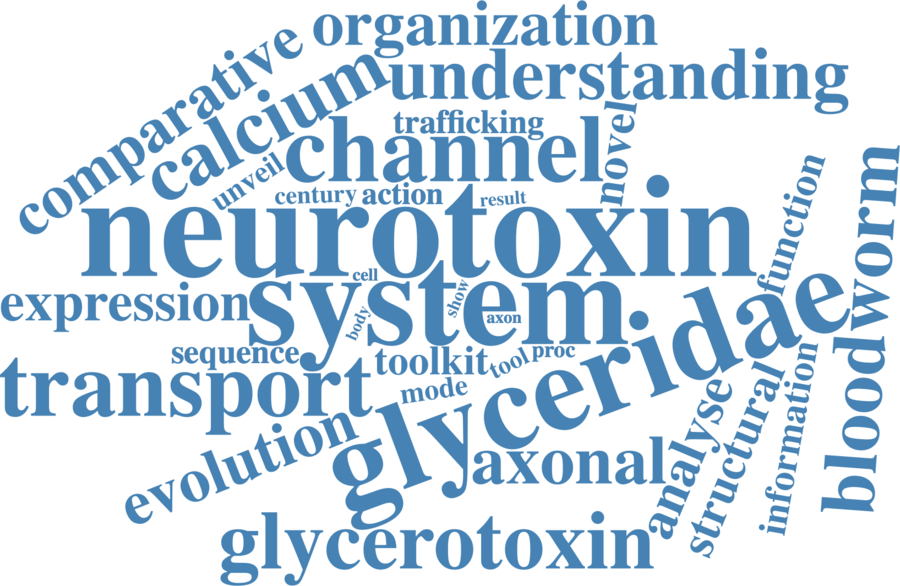 organization
comparative
understanding
calcium
trafficking
channel
novel
unveil
century
action
result
neurotoxin
function
bloodworm
cell
system
show
axon
body
expression
glyceridae
sequence
toolkit
tool
proc
transport
mode
analyse
structural
information
evolution
axonal
glycerotoxin